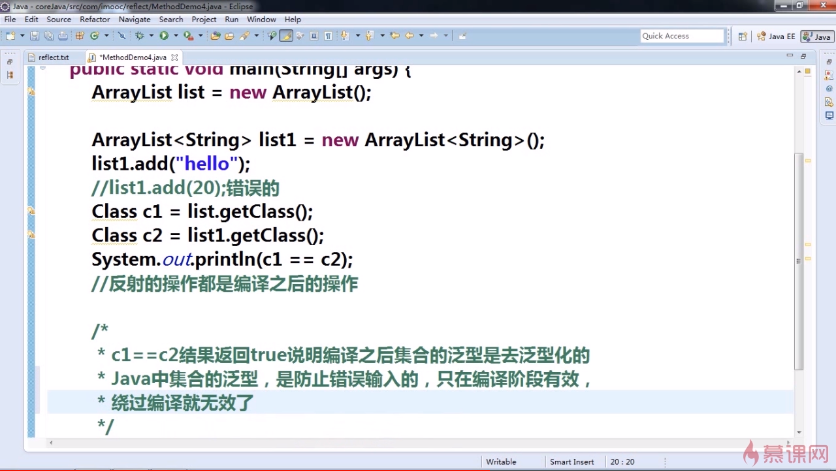 Java - coreJava/src/com/imooc/reflect/MethodDemo4.java - Eclipse
File Edit Source Refactor Navigate Search Project Run Window Help
Quick Access
Java EE
Java
reflect.txt
*MethodDemo4.java
public static void main(String[] args) {
ArrayList list = new ArrayList();
ArrayList<String> list1 = new ArrayList<String>();
list1.add("hello");
//list1.add(20);错误的
Class c1 = list.getClass();
Class c2 = list1.getClass();
System.out.println(c1 == c2);
//反射的操作都是编译之后的操作
/*
* c1==c2结果返回true说明编译之后集合的泛型是去泛型化的
* Java中集合的泛型，是防止错误输入的，只在编译阶段有效，
* 绕过编译就无效了
*/
Writable
Smart Insert
20 : 20
慕课网